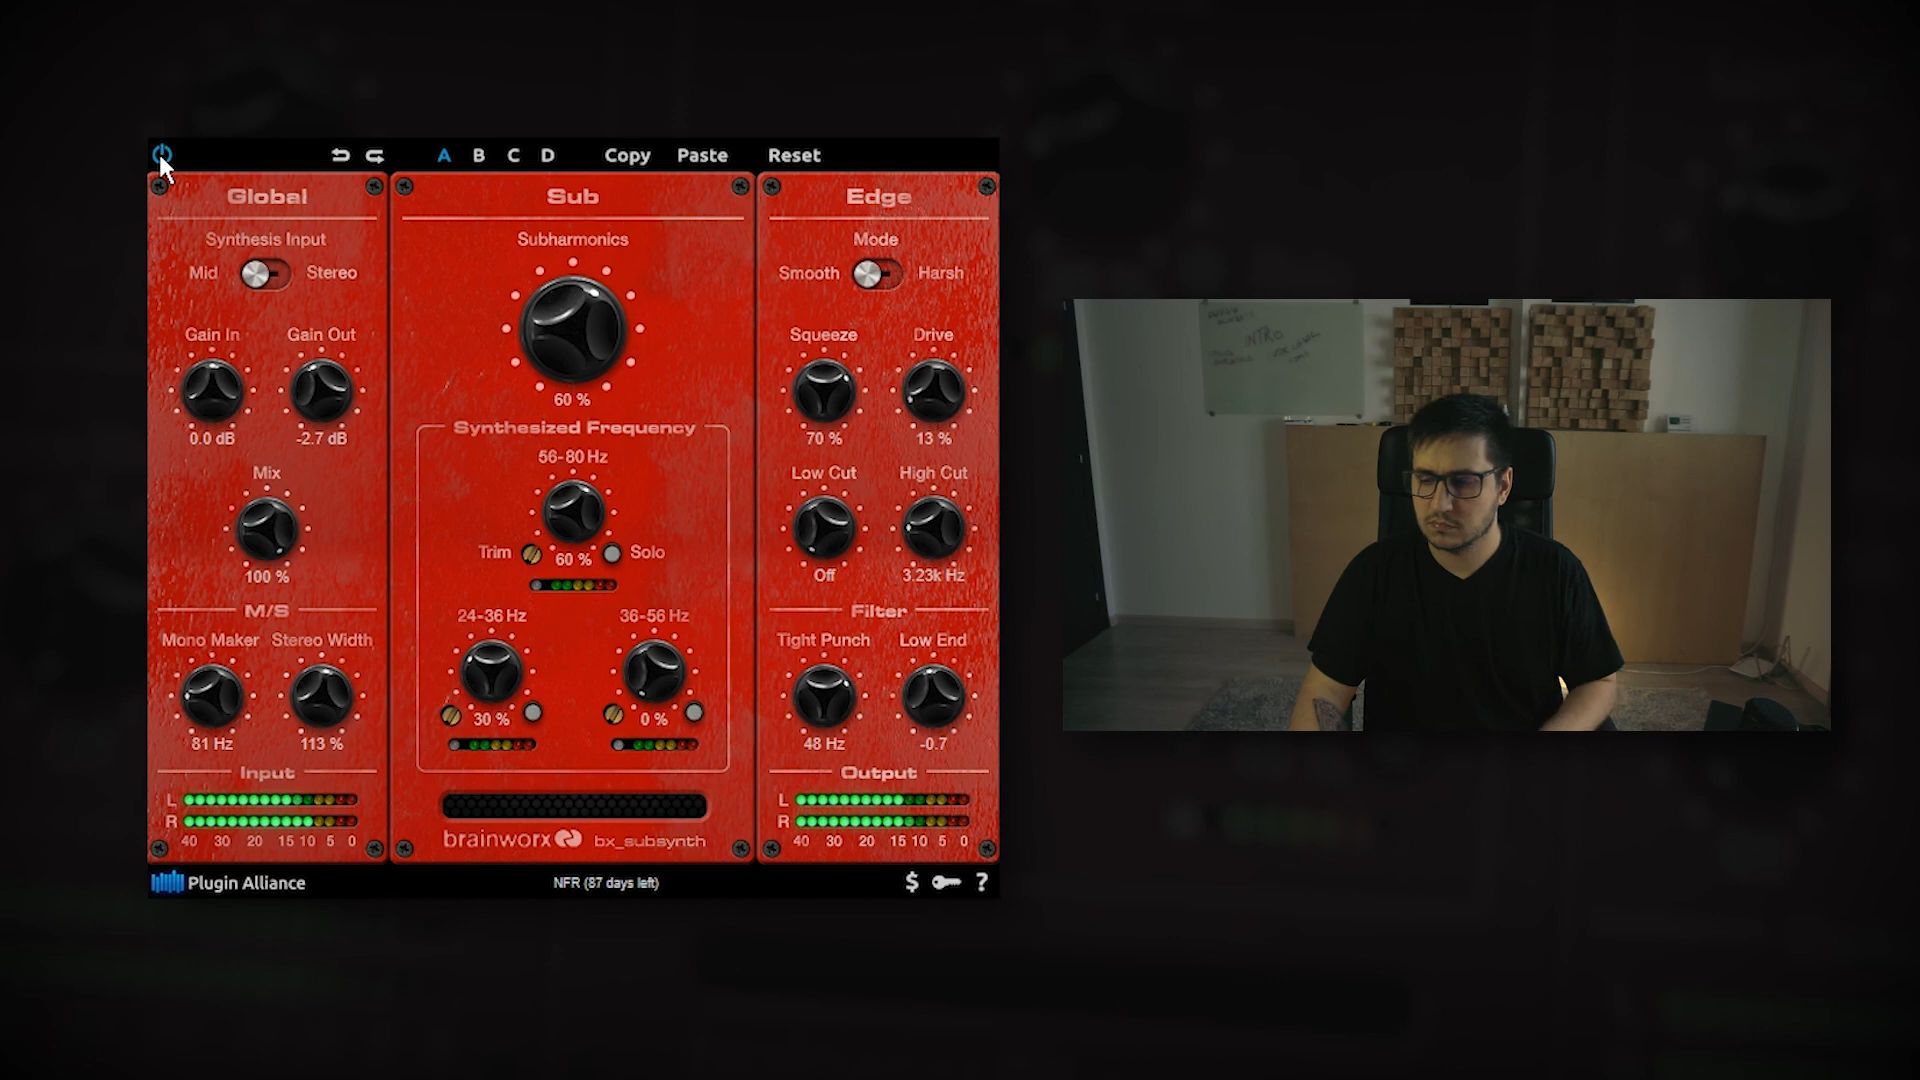 A B C D Copy Paste Reset
Global
Synthesis Input
Mid Stereo
Gain In Gain Out
0.0 dB -2.7 dB
Mix
100 %
M/S
Mono Maker Stereo Width
81 Hz 113 %
Input
L
R
40 30 20 15 10 5 0
Sub
Subharmonics
60 %
Synthesized Frequency
56-80 Hz
Trim 60 % Solo
24-36 Hz 36-56 Hz
30 % 0 %
brainworx bx_subsynth
Edge
Mode
Smooth Harsh
Squeeze Drive
70 % 13 %
Low Cut High Cut
Off 3.23k Hz
Filter
Tight Punch Low End
48 Hz -0.7
Output
L
R
40 30 20 15 10 5 0
Plugin Alliance NFR (87 days left) $ ?
INTRO